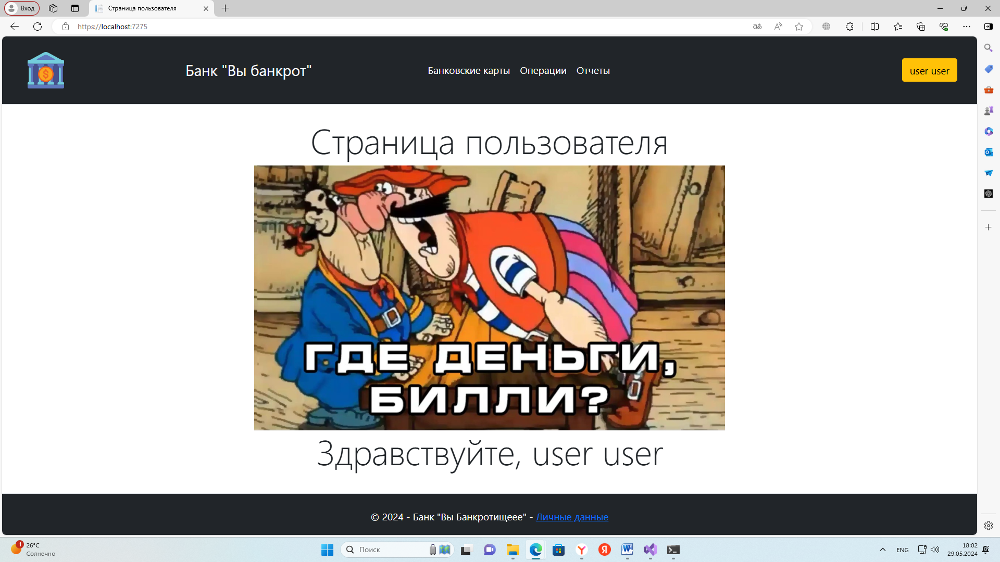 Вход
Страница пользователя
https://localhost:7275
Банк "Вы банкрот"
Банковские карты Операции Отчеты
user user
Страница пользователя
ГДЕ ДЕНЬГИ,
БИЛЛИ?
Здравствуйте, user user
© 2024 - Банк "Вы Банкротищеее" - Личные данные
1
26°C
Солнечно
Поиск
ENG
18:02
29.05.2024